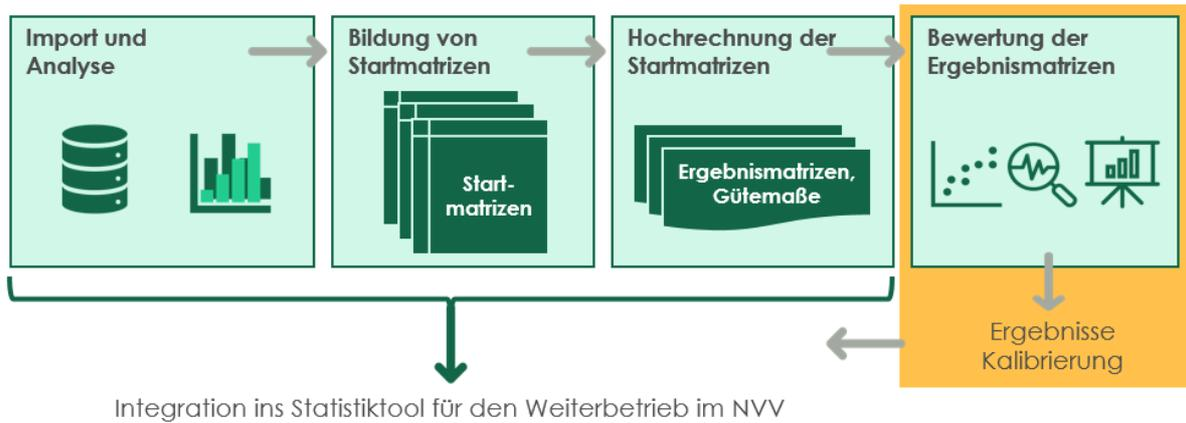 Import und
Analyse
Bildung von
Startmatrizen
Hochrechnung der
Startmatrizen
Bewertung der
Ergebnismatrizen
Start-
matrizen
Ergebnismatrizen,
Gütemaße
Ergebnisse
Kalibrierung
Integration ins Statistiktool für den Weiterbetrieb im NVV